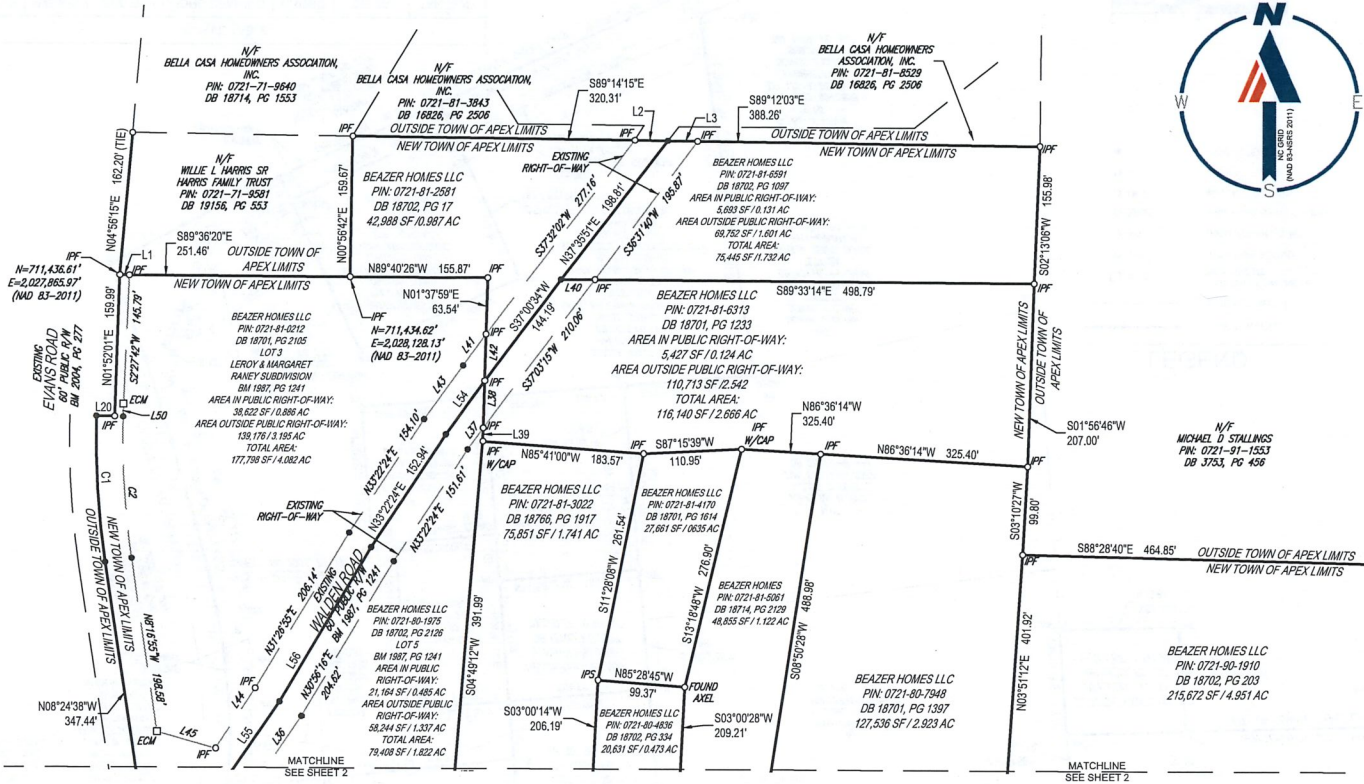 N/F
BELLA CASA HOMEOWNERS ASSOCIATION,
INC.
PIN: 0721-71-9640
DB 18714, PG 1553
N/F
BELLA CASA HOMEOWNERS ASSOCIATION,
INC.
PIN: 0721-81-3843
DB 16826, PG 2506
S89°14'15"E
320.31'
L2
L3
N/F
BELLA CASA HOMEOWNERS
ASSOCIATION, INC.
PIN: 0721-81-8529
DB 16826, PG 2506
S89°12'03"E
388.26'
N
W
E
S
NC GRID
(NAD 83-NSRS 2011)
IPF
OUTSIDE TOWN OF APEX LIMITS
NEW TOWN OF APEX LIMITS
IPF
IPF
OUTSIDE TOWN OF APEX LIMITS
NEW TOWN OF APEX LIMITS
IPF
N04°56'15"E 162.20' (TIE)
N/F
WILLIE L HARRIS SR
HARRIS FAMILY TRUST
PIN: 0721-71-9581
DB 19156, PG 553
N00°56'42"E 159.67'
BEAZER HOMES LLC
PIN: 0721-81-2581
DB 18702, PG 17
42,988 SF /0.987 AC
EXISTING
RIGHT-OF-WAY
S37°32'02"W 277.16'
N37°35'51"E 198.81'
S36°31'40"W 195.87'
BEAZER HOMES LLC
PIN: 0721-81-6591
DB 18702, PG 1097
AREA IN PUBLIC RIGHT-OF-WAY:
5,693 SF / 0.131 AC
AREA OUTSIDE PUBLIC RIGHT-OF-WAY:
69,752 SF / 1.601 AC
TOTAL AREA:
75,445 SF / 1.732 AC
S02°13'06"W 155.98'
S89°36'20"E
251.46'
OUTSIDE TOWN OF
APEX LIMITS
NEW TOWN OF APEX LIMITS
L1
IPF
IPF
N=711,436.61'
E=2,027,865.97'
(NAD 83-2011)
N89°40'26"W 155.87'
IPF
IPF
N=711,434.62'
E=2,028,128.13'
(NAD 83-2011)
N01°37'59"E
63.54'
IPF
L40
IPF
S89°33'14"E 498.79'
IPF
N01°52'01"E 159.99'
S2°27'42"W 145.79'
EXISTING
EVANS ROAD
60' PUBLIC R/W
BM 2004, PG 277
ECM
L20
IPF
L50
BEAZER HOMES LLC
PIN: 0721-81-0212
DB 18701, PG 2105
LOT 3
LEROY & MARGARET
RANEY SUBDIVISION
BM 1987, PG 1241
AREA IN PUBLIC RIGHT-OF-WAY:
38,622 SF / 0.886 AC
AREA OUTSIDE PUBLIC RIGHT-OF-WAY:
139,176 / 3.195 AC
TOTAL AREA:
177,798 SF / 4.082 AC
L41
L42
L43
IPF
L38
L54
L37
L39
S37°00'34"W
144.19'
S37°03'15"W 210.06'
BEAZER HOMES LLC
PIN: 0721-81-6313
DB 18701, PG 1233
AREA IN PUBLIC RIGHT-OF-WAY:
5,427 SF / 0.124 AC
AREA OUTSIDE PUBLIC RIGHT-OF-WAY:
110,713 SF /2.542
TOTAL AREA:
116,140 SF / 2.666 AC
NEW TOWN OF APEX LIMITS
OUTSIDE TOWN OF
APEX LIMITS
S01°56'46"W
207.00'
N/F
MICHAEL D STALLINGS
PIN: 0721-91-1553
DB 3753, PG 456
IPF
IPF
W/CAP
N85°41'00"W 183.57'
IPF
S87°15'39"W
110.95'
IPF
W/CAP
N86°36'14"W
325.40'
IPF
N86°36'14"W 325.40'
IPF
N33°22'24"E 154.10'
N33°22'24"E 152.94'
N33°22'24"E 151.61'
EXISTING
RIGHT-OF-WAY
C1
C2
OUTSIDE TOWN OF APEX LIMITS
NEW TOWN OF APEX LIMITS
N8°16'55"W 198.58'
N08°24'38"W
347.44'
ECM
L45
IPF
L44
IPF
N31°26'55"E 206.14'
EXISTING
WALDEN ROAD
60' PUBLIC R/W
BM 1987, PG 1241
L56
L55
N30°56'16"E
204.62'
L36
BEAZER HOMES LLC
PIN: 0721-80-1975
DB 18702, PG 2126
LOT 5
BM 1987, PG 1241
AREA IN PUBLIC
RIGHT-OF-WAY:
21,164 SF / 0.485 AC
AREA OUTSIDE PUBLIC
RIGHT-OF-WAY:
58,244 SF / 1.337 AC
TOTAL AREA:
79,408 SF / 1.822 AC
S04°49'12"W 391.99'
BEAZER HOMES LLC
PIN: 0721-81-3022
DB 18766, PG 1917
75,851 SF / 1.741 AC
S11°28'08"W 261.54'
BEAZER HOMES LLC
PIN: 0721-81-4170
DB 18701, PG 1614
27,661 SF / 0635 AC
S13°18'48"W 276.90'
BEAZER HOMES
PIN: 0721-81-5061
DB 18714, PG 2129
48,855 SF / 1.122 AC
S08°50'28"W 488.98'
S03°10'27"W
99.80'
IPF
S88°28'40"E 464.85'
OUTSIDE TOWN OF APEX LIMITS
NEW TOWN OF APEX LIMITS
IPS
N85°28'45"W
99.37'
FOUND
AXEL
S03°00'14"W
206.19'
BEAZER HOMES LLC
PIN: 0721-80-4836
DB 18702, PG 334
20,631 SF / 0.473 AC
S03°00'28"W
209.21'
BEAZER HOMES LLC
PIN: 0721-80-7948
DB 18701, PG 1397
127,536 SF / 2.923 AC
N03°51'12"E 401.92'
BEAZER HOMES LLC
PIN: 0721-90-1910
DB 18702, PG 203
215,672 SF / 4.951 AC
MATCHLINE
SEE SHEET 2
MATCHLINE
SEE SHEET 2